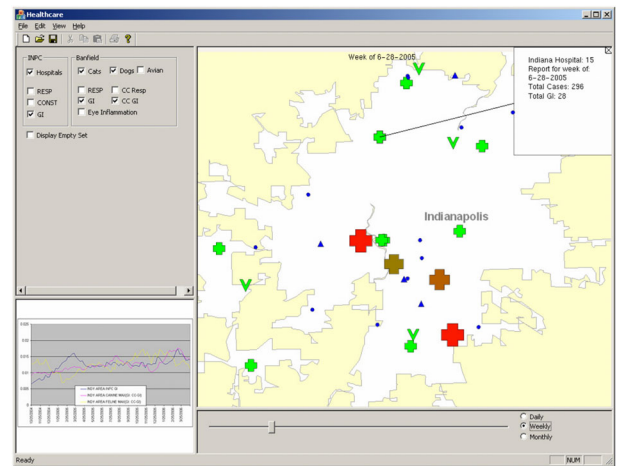 Healthcare
File Edit View Help
INPC
Hospitals
RESP
CONST
GI
Banfield
Cats Dogs Avian
RESP CC Resp
GI CC GI
Eye Inflammation
Display Empty Set
Week of 6-28-2005
Indiana Hospital: 15
Report for week of
6-28-2005
Total Cases: 296
Total GI: 28
Indianapolis
Daily
Weekly
Monthly
Ready
NUM